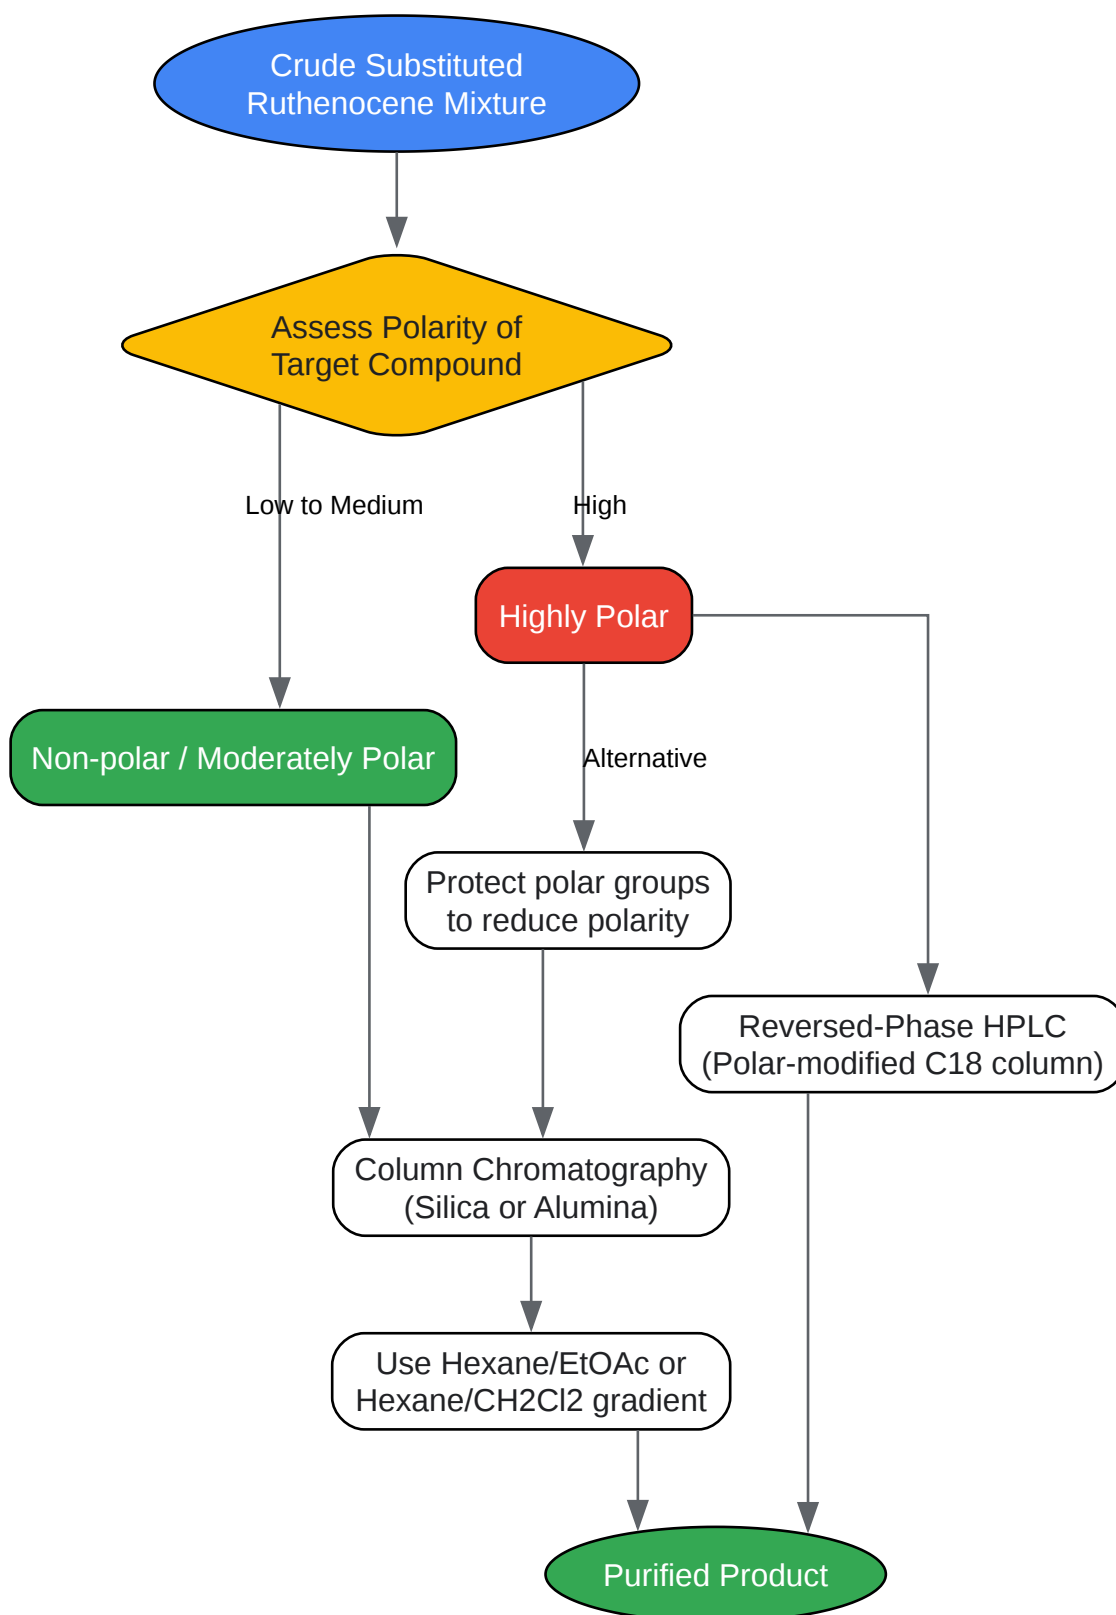 Crude Substituted
Ruthenocene Mixture
Assess Polarity of
Target Compound
Low to Medium
High
Highly Polar
Non-polar / Moderately Polar
Alternative
Protect polar groups
to reduce polarity
Reversed-Phase HPLC
(Polar-modified C18 column)
Column Chromatography
(Silica or Alumina)
Use Hexane/EtOAc or
Hexane/CH2Cl2 gradient
Purified Product